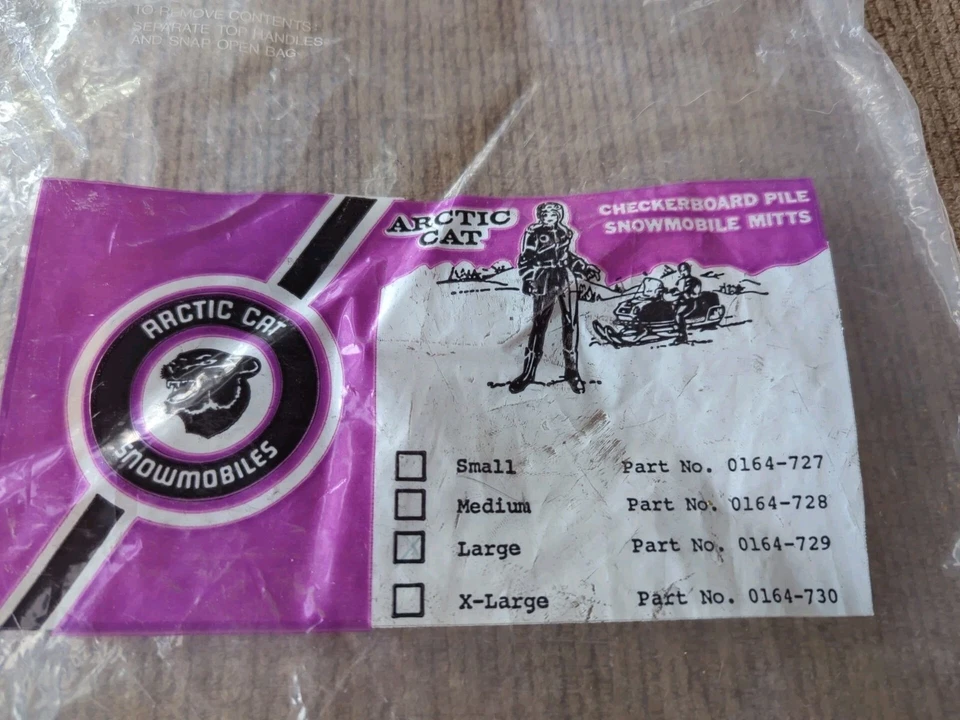 TO REMOVE CONTENTS:
SEPARATE TOP HANDLES
AND SNAP OPEN BAG
ARCTIC
CAT
CHECKERBOARD PILE
SNOWMOBILE MITTS
ARCTIC CAT
SNOWMOBILES
Small Part No. 0164-727
Medium Part No. 0164-728
Large Part No. 0164-729
X-Large Part No. 0164-730